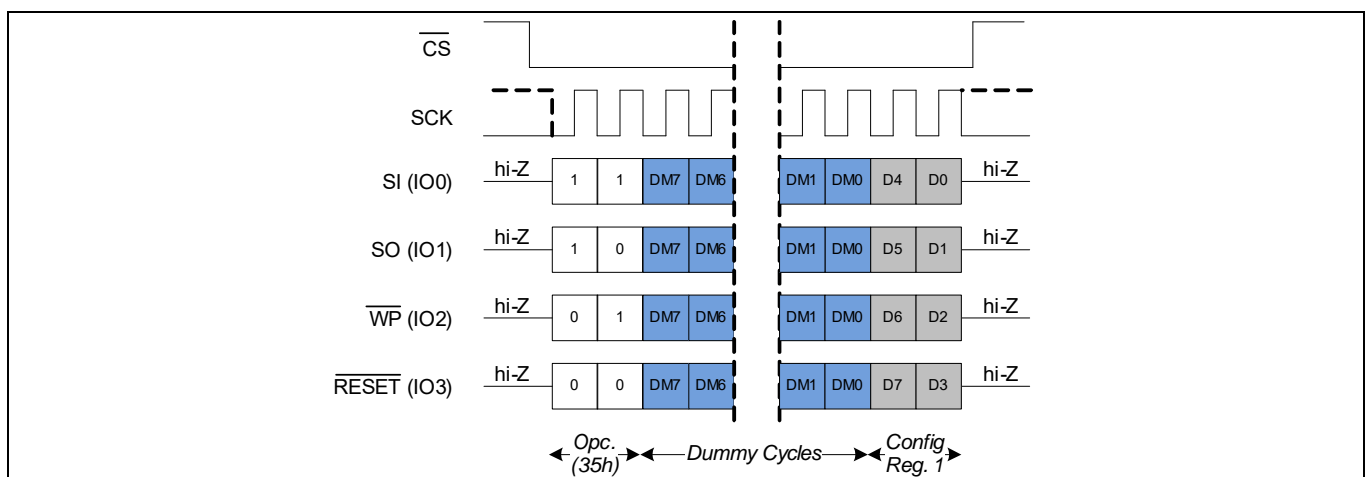 CS
SCK
SI (IO0) hi-Z 1 1 DM7 DM6 DM1 DM0 D4 D0 hi-Z
SO (IO1) hi-Z 1 0 DM7 DM6 DM1 DM0 D5 D1 hi-Z
WP (IO2) hi-Z 0 1 DM7 DM6 DM1 DM0 D6 D2 hi-Z
RESET (IO3) hi-Z 0 0 DM7 DM6 DM1 DM0 D7 D3 hi-Z
Opc. (35h)
Dummy Cycles
Config Reg. 1